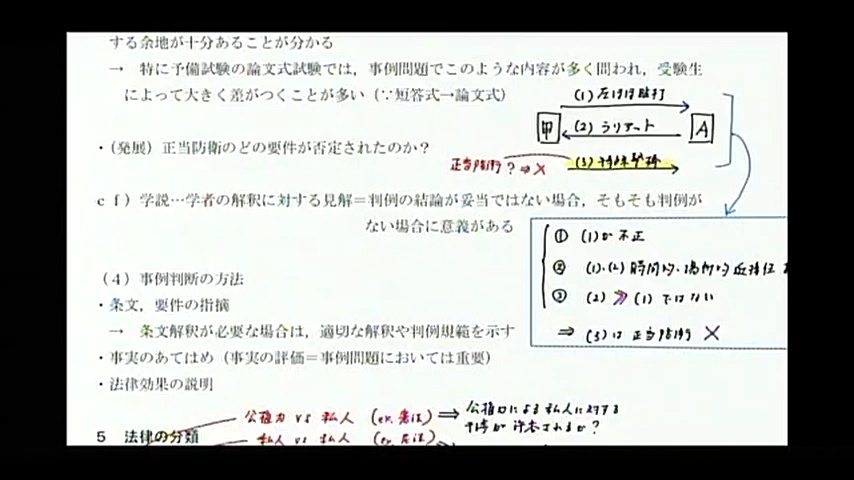 する余地が十分あることが分かる
→ 特に予備試験の論文式試験では，事例問題でこのような内容が多く問われ，受験生
によって大きく差がつくことが多い（∵短答式→論文式）
(1) 左ほほ殴打
甲
(2) ラリアット
A
・（発展）正当防衛のどの要件が否定されたのか？
正当防衛？⇒×
(3) 特殊警棒
ｃｆ）学説…学者の解釈に対する見解＝判例の結論が妥当ではない場合，そもそも判例が
ない場合に意義がある
① (1)が不正
② (1)・(2) 時間的・場所的近接性
③ (2) ≫ (1) ではない
⇒ (3)は 正当防衛 ×
（４）事例判断の方法
・条文，要件の指摘
→ 条文解釈が必要な場合は，適切な解釈や判例規範を示す
・事実のあてはめ（事実の評価＝事例問題においては重要）
・法律効果の説明
公権力 vs 私人 (ex. 憲法) ⇒ 公権力による私人に対する
干渉が許容されるか？
５ 法律の分類
私人 vs 私人 (ex. 民法)